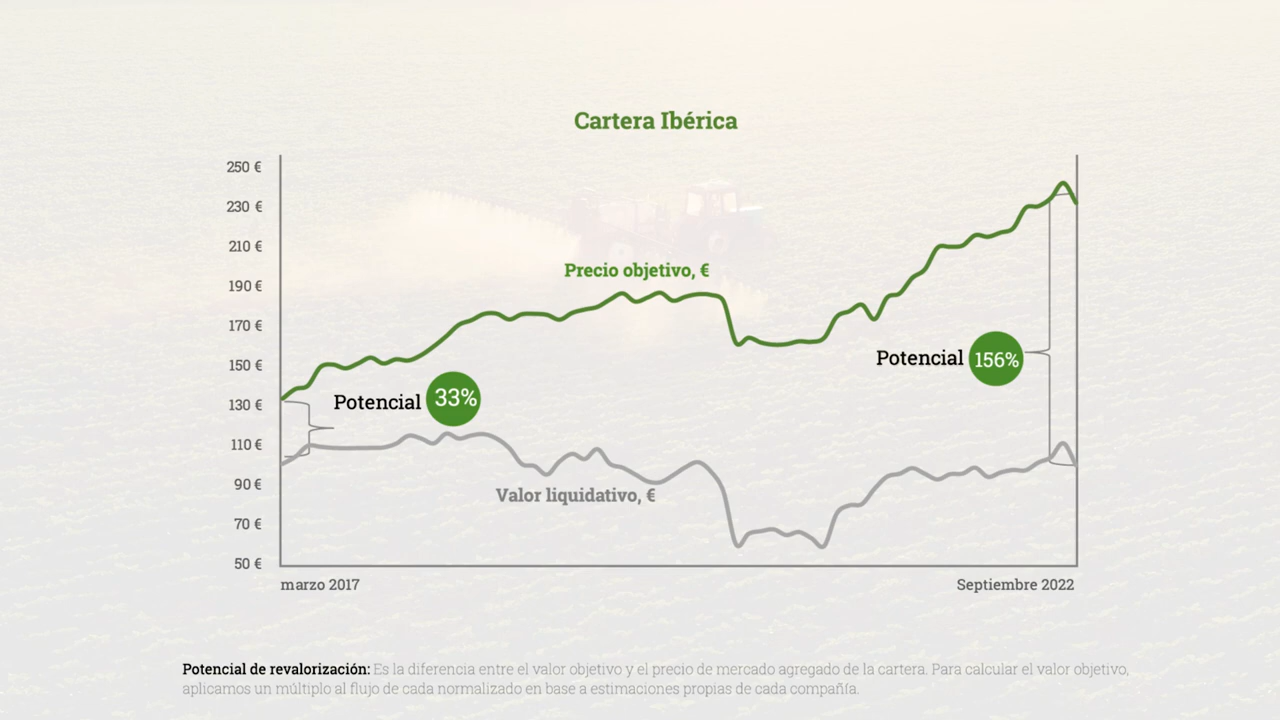 Cartera Ibérica
250 €
230 €
210 €
190 €
170 €
150 €
130 €
110 €
90 €
70 €
50 €
Precio objetivo, €
Potencial 156%
Potencial 33%
Valor liquidativo, €
marzo 2017
Septiembre 2022
Potencial de revalorización: Es la diferencia entre el valor objetivo y el precio de mercado agregado de la cartera. Para calcular el valor objetivo,
aplicamos un múltiplo al flujo de cada normalizado en base a estimaciones propias de cada compañía.